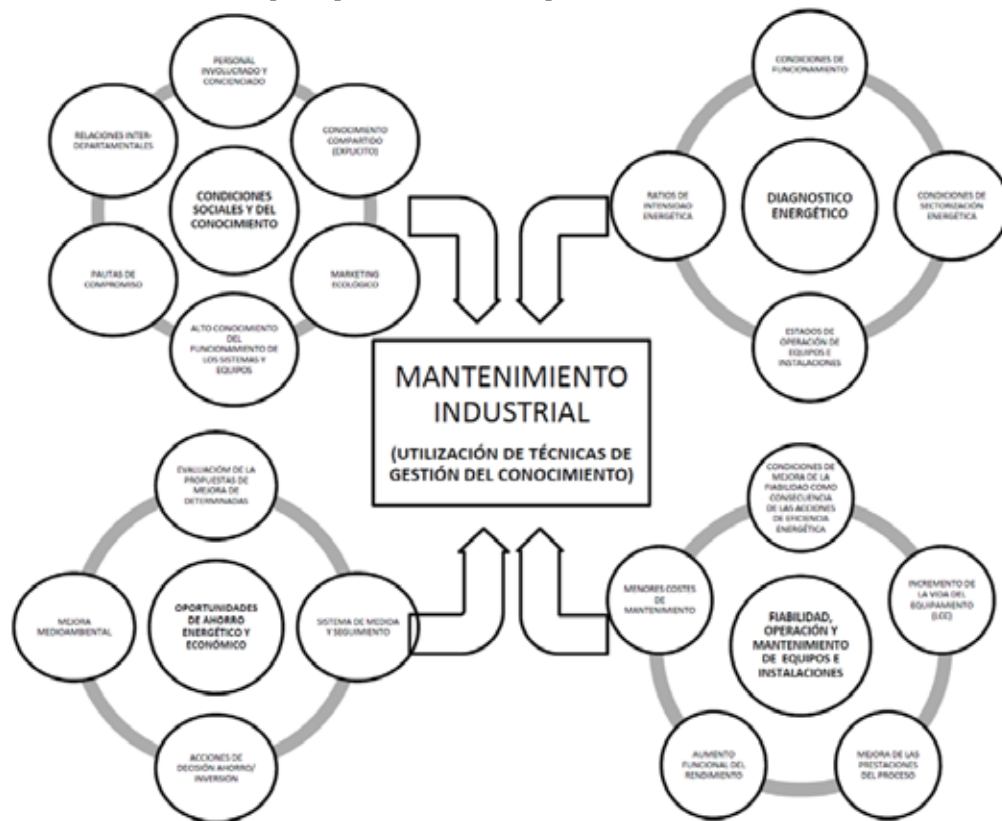 PERSONAL
INVOLUCRADO Y
CONCIENCIADO
RELACIONES INTER-
DEPARTAMENTALES
CONOCIMIENTO
COMPARTIDO
(EXPLICITO)
CONDICIONES
SOCIALES Y DEL
CONOCIMIENTO
PAUTAS DE
COMPROMISO
MARKETING
ECOLÓGICO
ALTO CONOCIMIENTO
DEL
FUNCIONAMIENTO DE
LOS SISTEMAS Y
EQUIPOS
CONDICIONES DE
FUNCIONAMIENTO
RATIOS DE
INTENSIDAD
ENERGÉTICA
DIAGNOSTICO
ENERGÉTICO
CONDICIONES DE
SECTORIZACIÓN
ENERGÉTICA
ESTADOS DE
OPERACIÓN DE
EQUIPOS E
INSTALACIONES
MANTENIMIENTO
INDUSTRIAL
(UTILIZACIÓN DE TÉCNICAS DE
GESTIÓN DEL CONOCIMIENTO)
EVALUACIÓN DE LA
PROPUESTAS DE
MEJORA DE
DETERMINADAS
MEJORA
MEDIOAMBIENTAL
OPORTUNIDADES
DE AHORRO
ENERGÉTICO Y
ECONÓMICO
SISTEMA DE MEDIDA
Y SEGUIMIENTO
ACCIONES DE
DECISIÓN AHORRO/
INVERSIÓN
CONDICIONES DE
MEJORA DE LA
FIABILIDAD COMO
CONSECUENCIA
DE LAS ACCIONES
DE EFICIENCIA
ENERGÉTICA
MENORES COSTES DE
MANTENIMIENTO
INCREMENTO DE
LA VIDA DEL
EQUIPAMIENTO
(LCC)
FIABILIDAD,
OPERACIÓN Y
MANTENIMIENTO
DE EQUIPOS E
INSTALACIONES
AUMENTO
FUNCIONAL DEL
RENDIMIENTO
MEJORA DE LAS
PRESTACIONES
DEL PROCESO